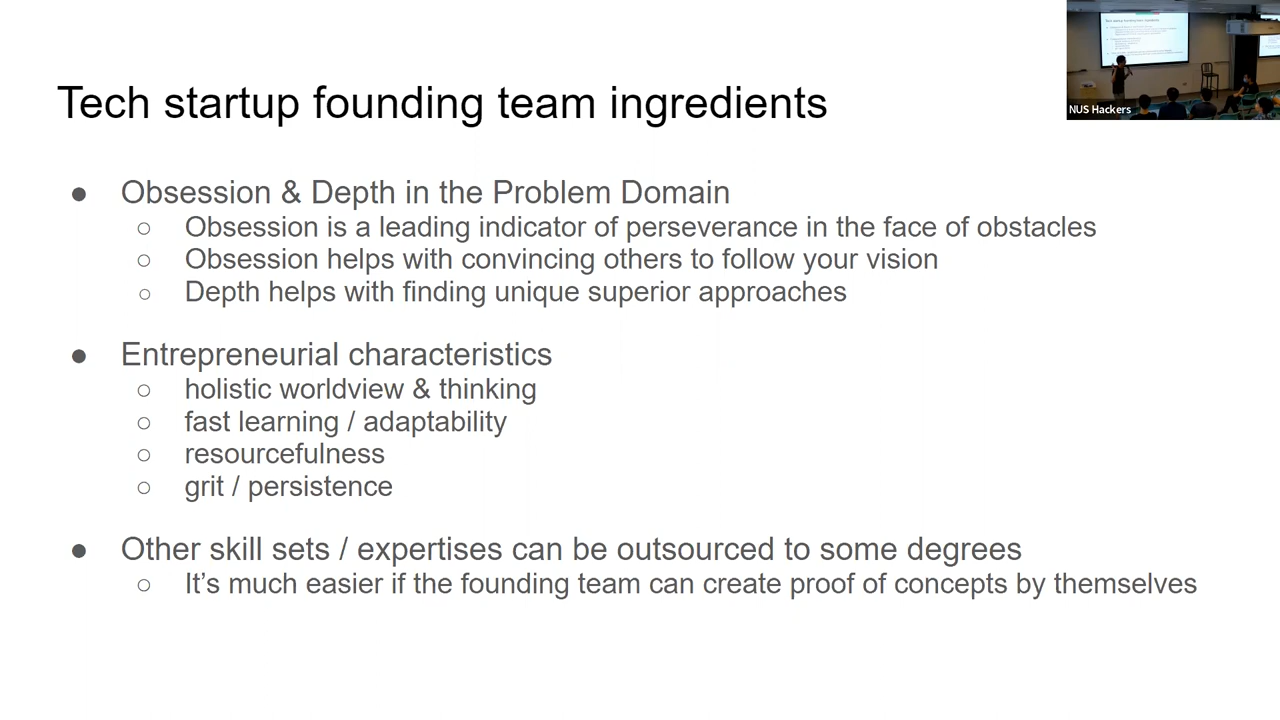 Tech startup founding team ingredients
NUS Hackers
● Obsession & Depth in the Problem Domain
○ Obsession is a leading indicator of perseverance in the face of obstacles
○ Obsession helps with convincing others to follow your vision
○ Depth helps with finding unique superior approaches
● Entrepreneurial characteristics
○ holistic worldview & thinking
○ fast learning / adaptability
○ resourcefulness
○ grit / persistence
● Other skill sets / expertises can be outsourced to some degrees
○ It’s much easier if the founding team can create proof of concepts by themselves